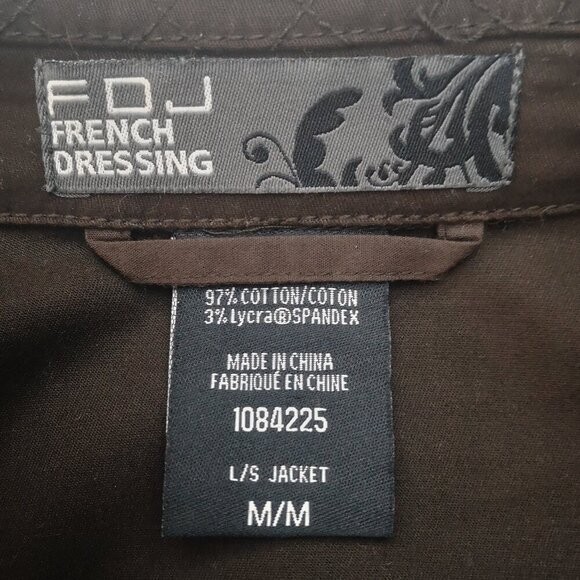 FDJ
FRENCH
DRESSING
97% COTTON/COTON
3% Lycra®SPANDEX
MADE IN CHINA
FABRIQUÉ EN CHINE
1084225
L/S JACKET
M/M